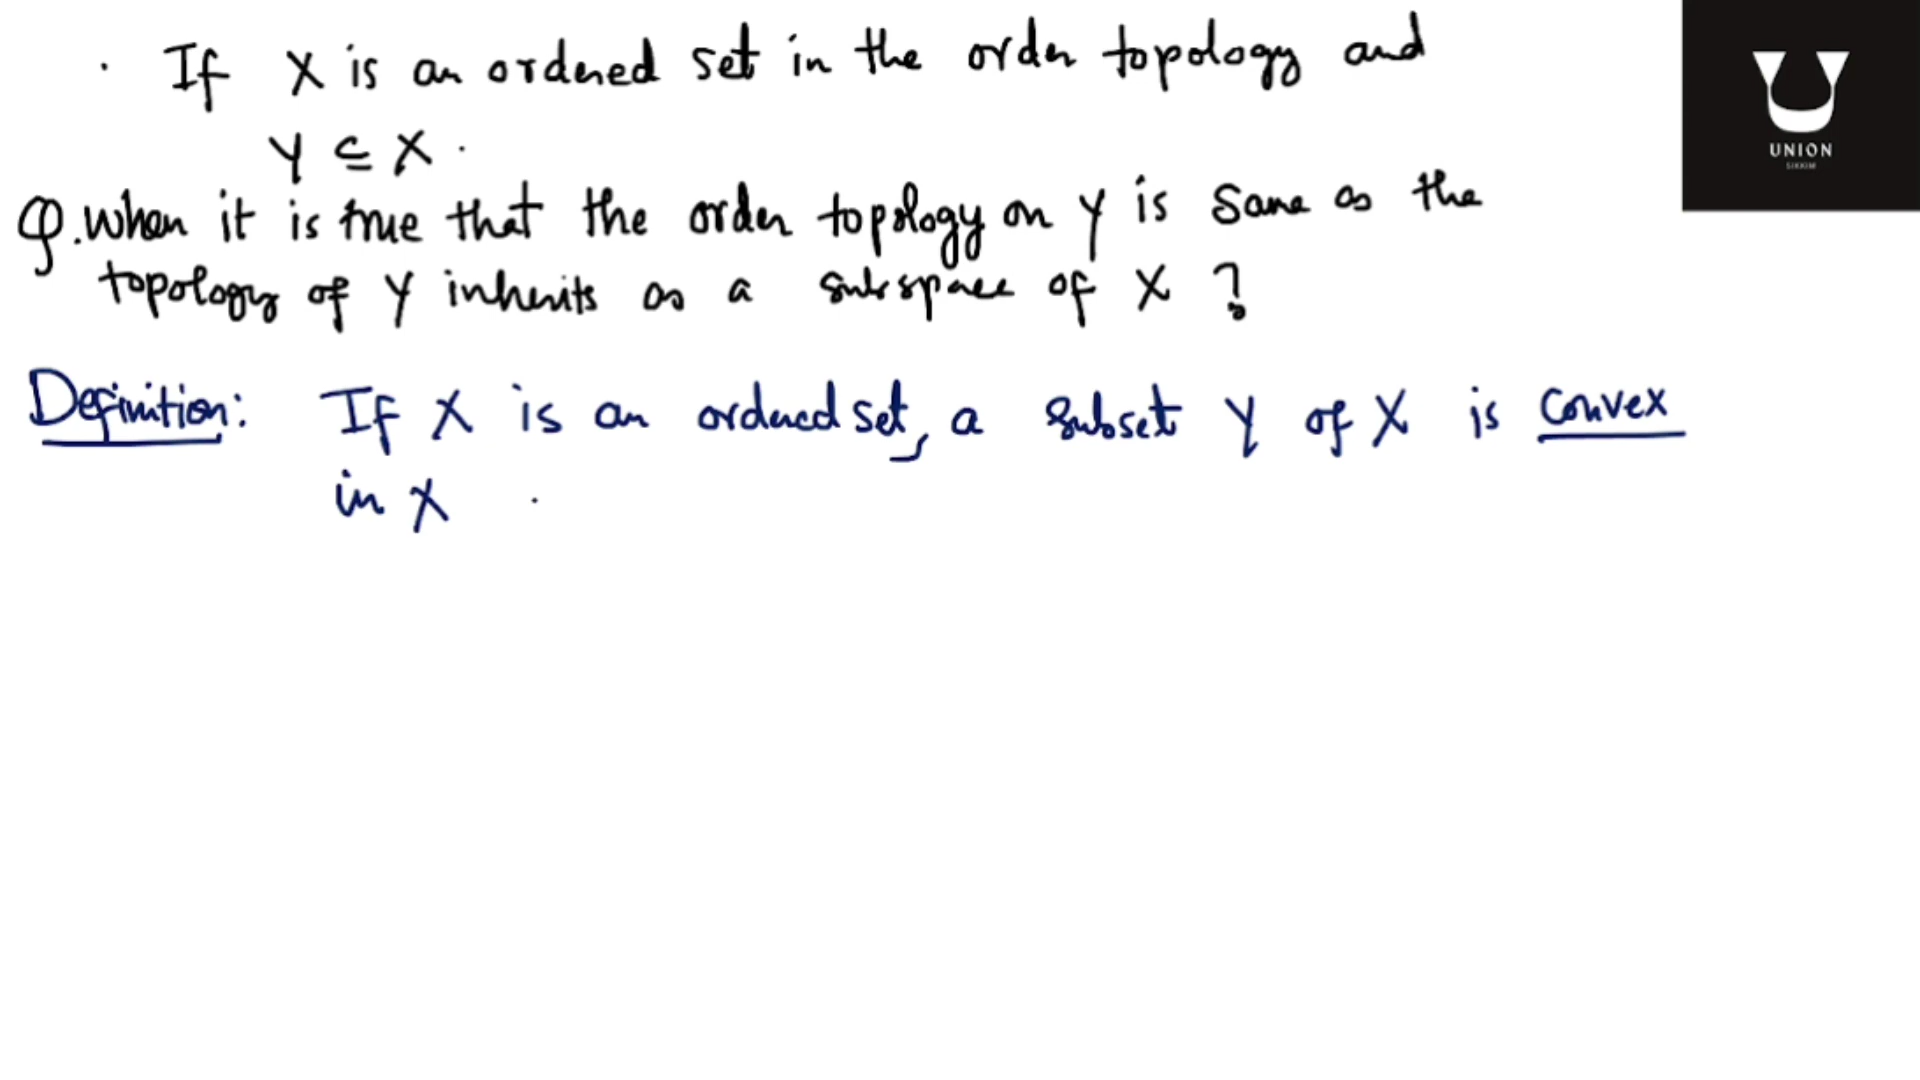 . If X is an ordered set in the order topology and
Y ⊆ X .
Q. When it is true that the order topology on Y is same as the
topology of Y inherits as a subspace of X ?
Definition: If X is an ordered set, a subset Y of X is convex
in X .
UNION
SIKKIM